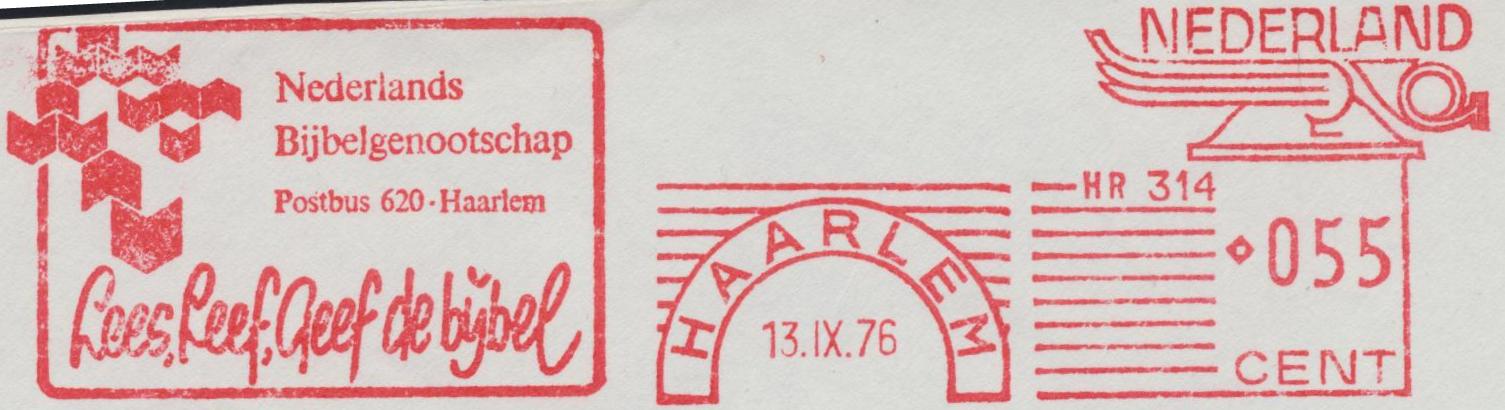 Nederlands
Bijbelgenootschap
Postbus 620·Haarlem
Lees, Leef, Geef de bijbel
HAARLEM
13.IX.76
NEDERLAND
HR 314
055
CENT